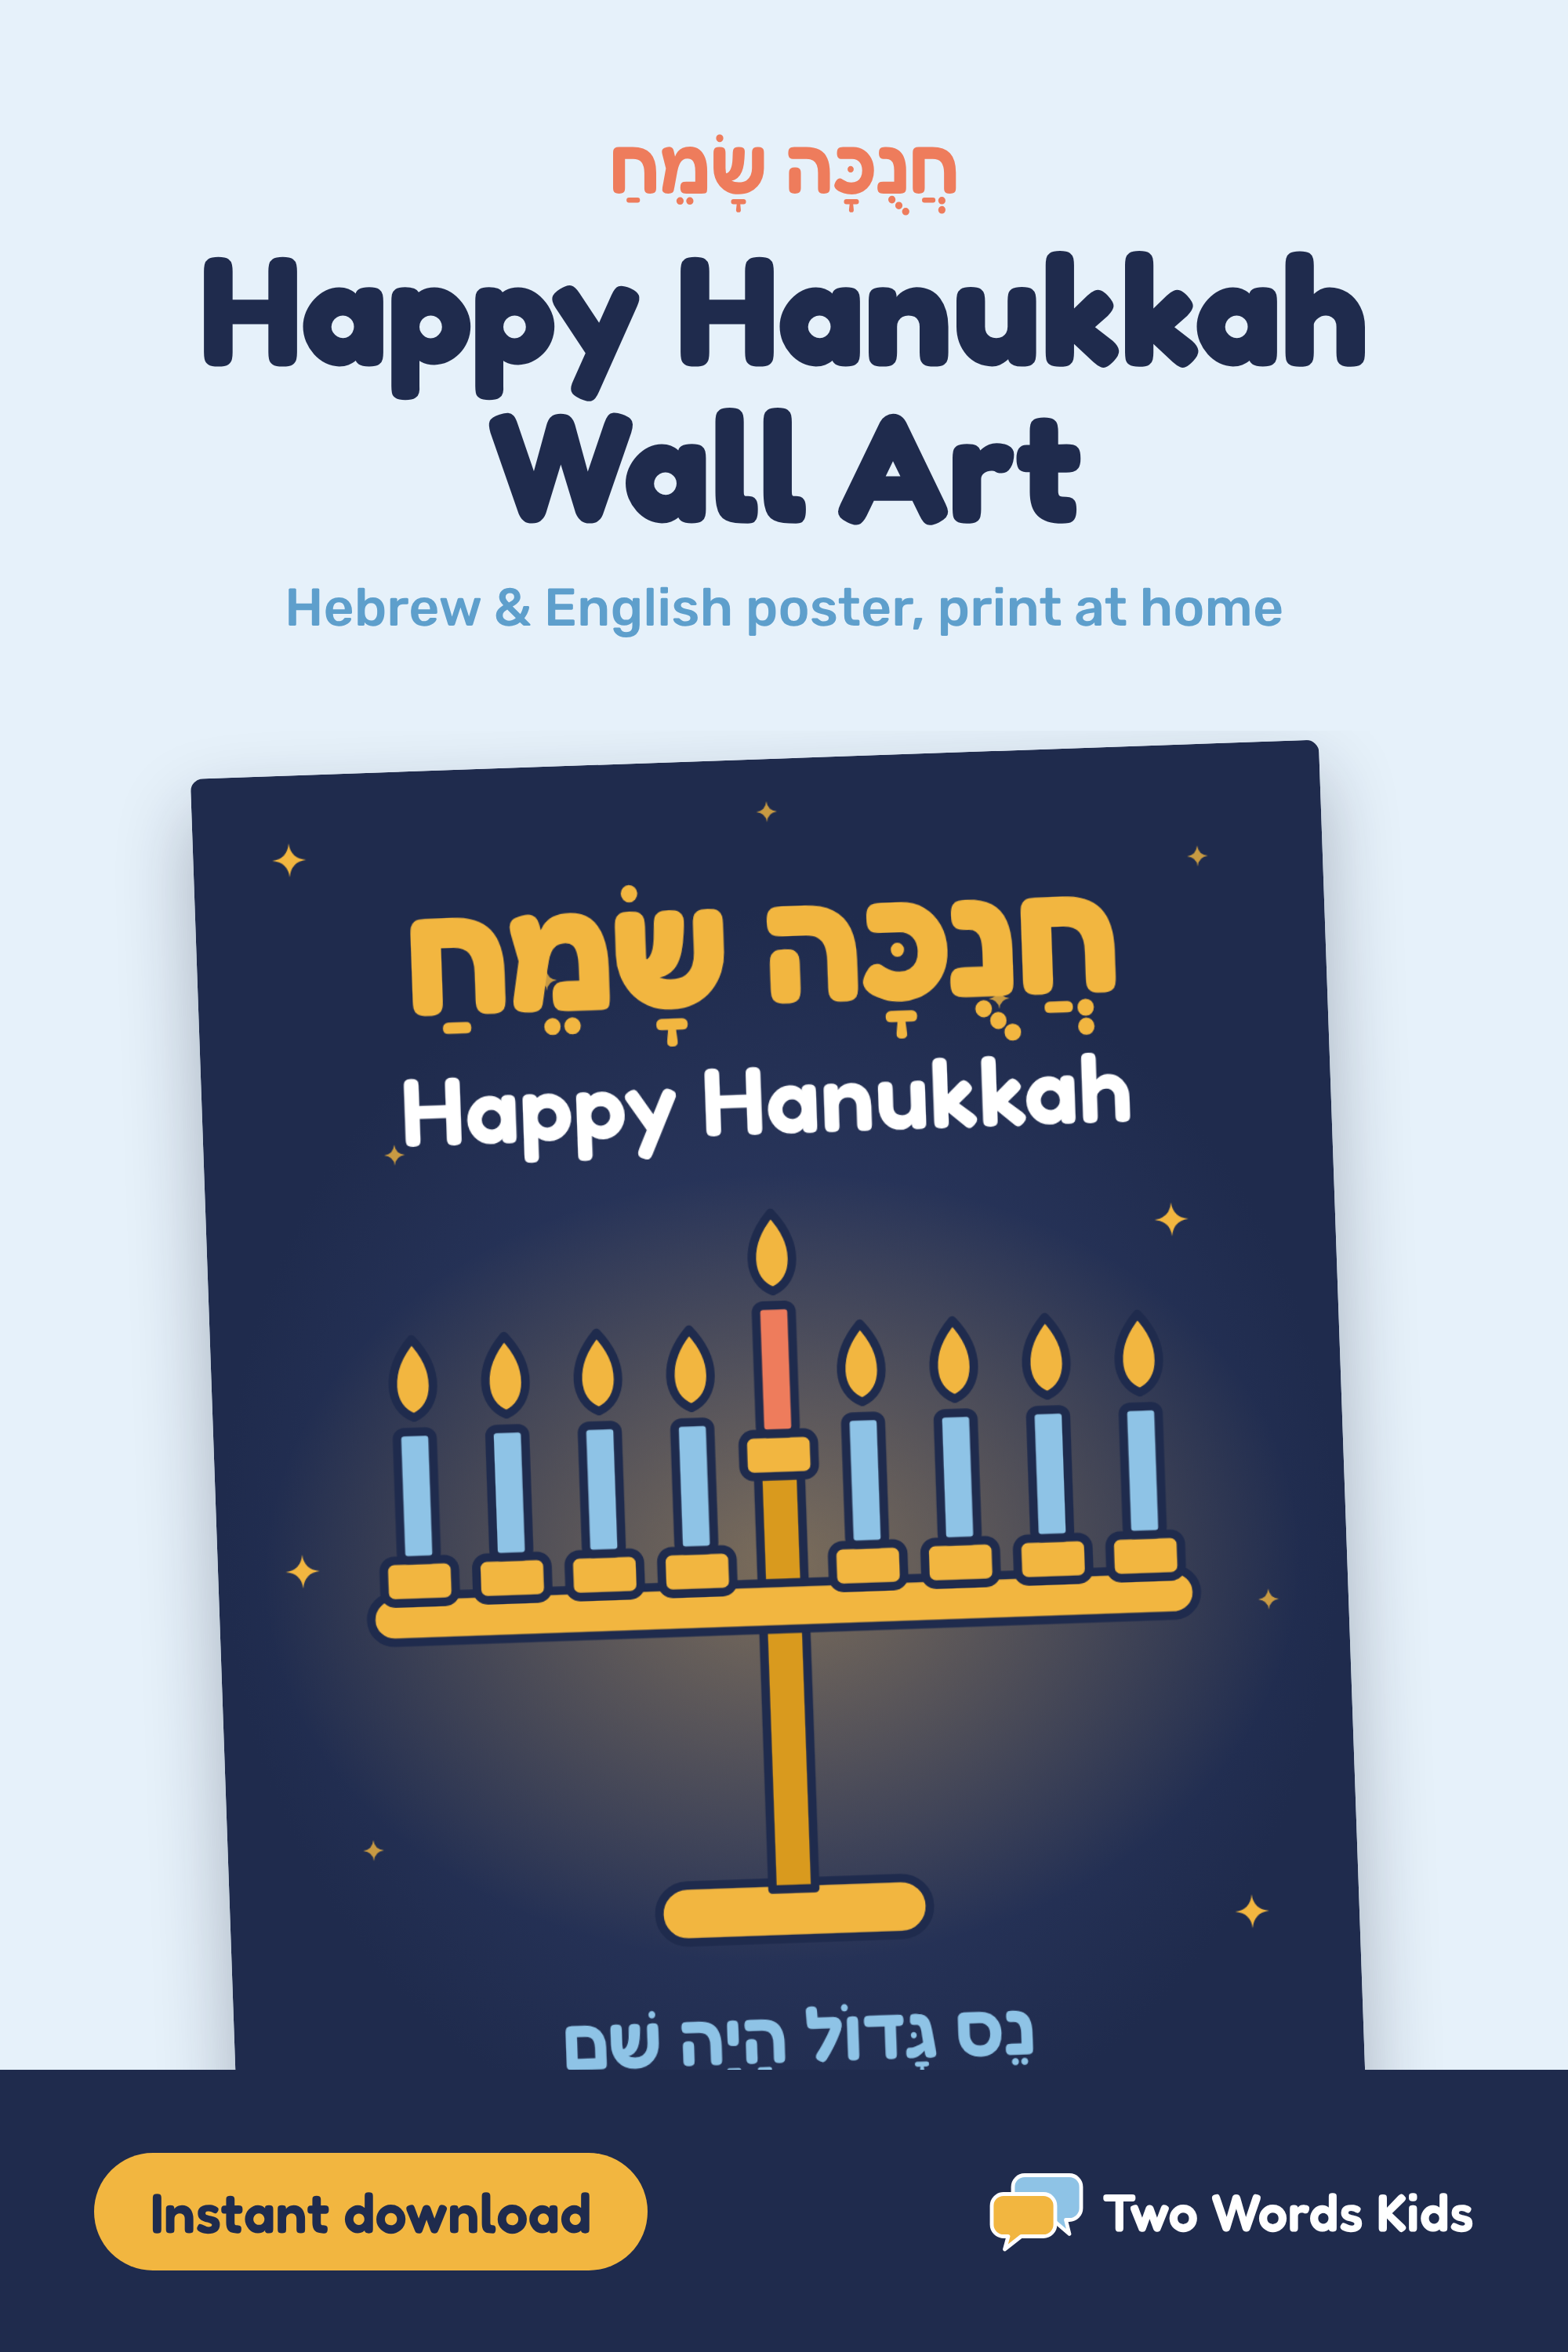 חֲנֻכָּה שָׂמֵחַ
Happy Hanukkah
Wall Art
Hebrew & English poster, print at home
חֲנֻכָּה שָׂמֵחַ
Happy Hanukkah
נֵס גָּדוֹל הָיָה שׁם
Instant download
Two Words Kids